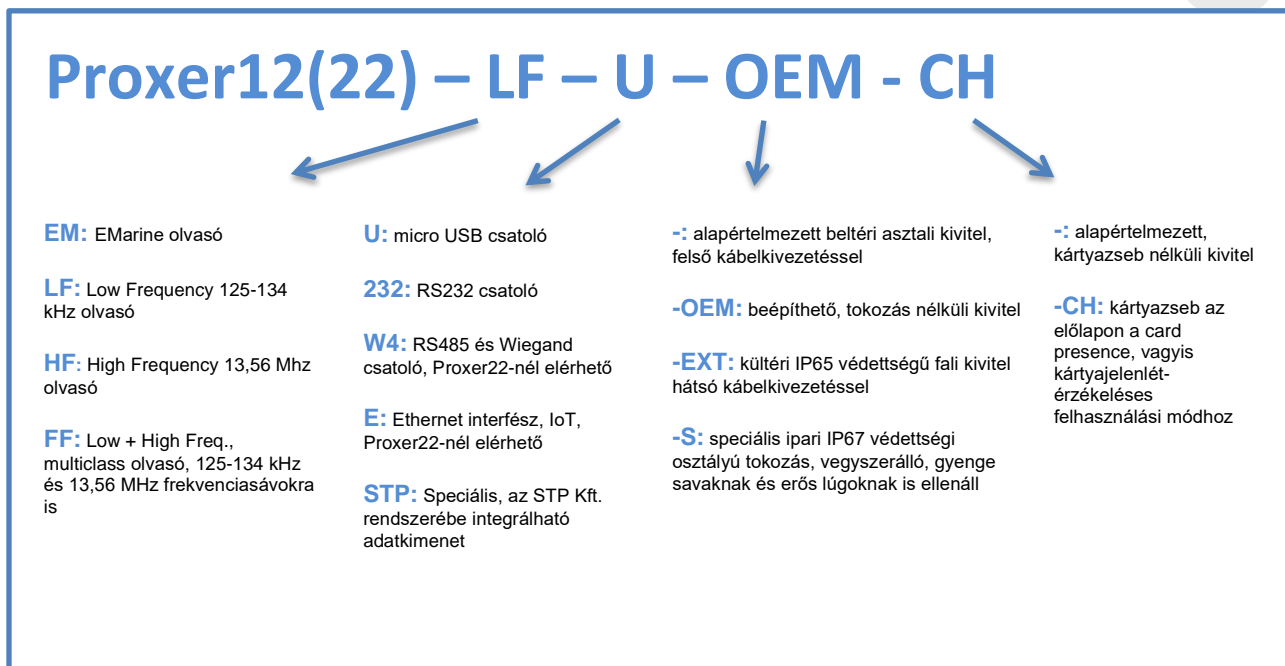 Proxer12(22) – LF – U – OEM - CH
EM: EMarine olvasó
LF: Low Frequency 125-134
kHz olvasó
HF: High Frequency 13,56 Mhz
olvasó
FF: Low + High Freq.,
multiclass olvasó, 125-134 kHz
és 13,56 MHz frekvenciasávokra
is
U: micro USB csatoló
232: RS232 csatoló
W4: RS485 és Wiegand
csatoló, Proxer22-nél elérhető
E: Ethernet interfész, IoT,
Proxer22-nél elérhető
STP: Speciális, az STP Kft.
rendszerébe integrálható
adatkimenet
-: alapértelmezett beltéri asztali kivitel,
felső kábelkivezetéssel
-OEM: beépíthető, tokozás nélküli kivitel
-EXT: kültéri IP65 védettségű fali kivitel
hátsó kábelkivezetéssel
-S: speciális ipari IP67 védettségi
osztályú tokozás, vegyszerálló, gyenge
savaknak és erős lúgoknak is ellenáll
-: alapértelmezett,
kártyazseb nélküli kivitel
-CH: kártyazseb az
előlapon a card
presence, vagyis
kártyajelenlét-
érzékeléses
felhasználási módhoz